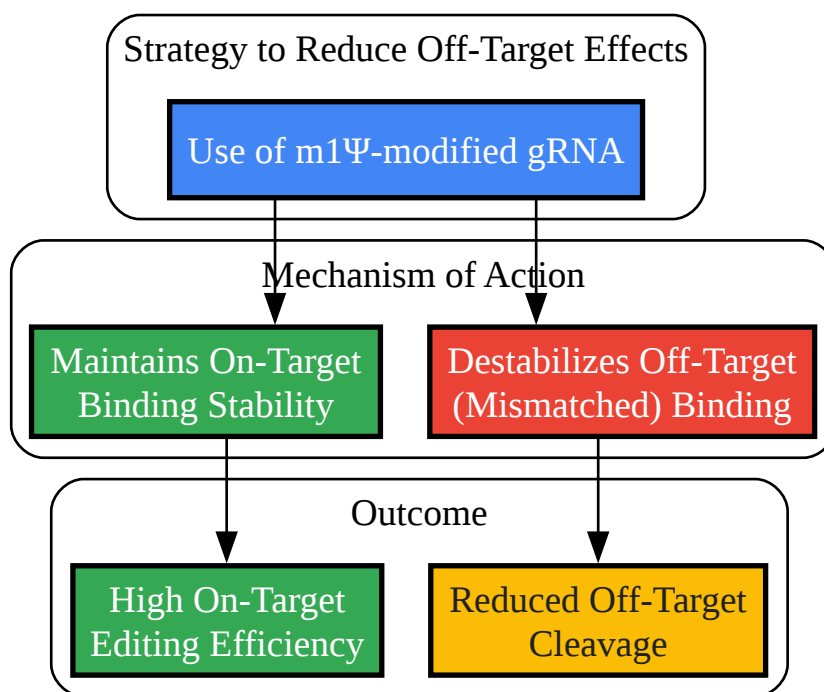 Strategy to Reduce Off-Target Effects
Use of m1Ψ-modified gRNA
Mechanism of Action
Maintains On-Target
Binding Stability
Destabilizes Off-Target
(Mismatched) Binding
Outcome
High On-Target
Editing Efficiency
Reduced Off-Target
Cleavage